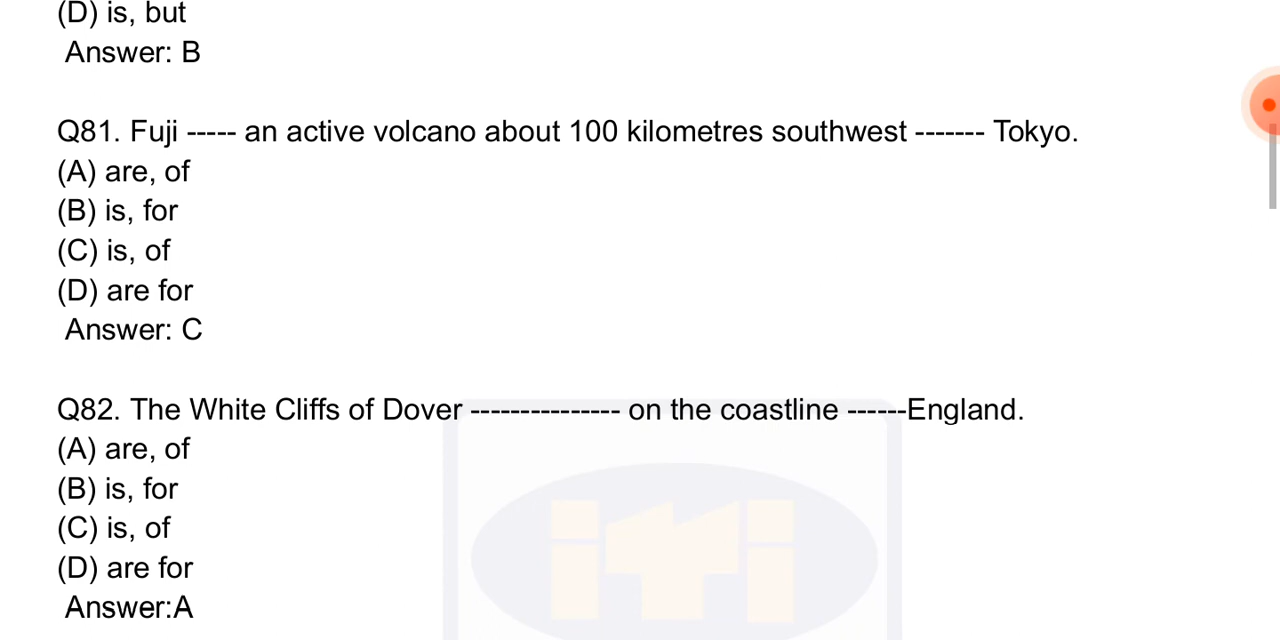 (D) is, but
Answer: B
Q81. Fuji ----- an active volcano about 100 kilometres southwest ------- Tokyo.
(A) are, of
(B) is, for
(C) is, of
(D) are for
Answer: C
Q82. The White Cliffs of Dover --------------- on the coastline ------England.
(A) are, of
(B) is, for
(C) is, of
(D) are for
Answer:A